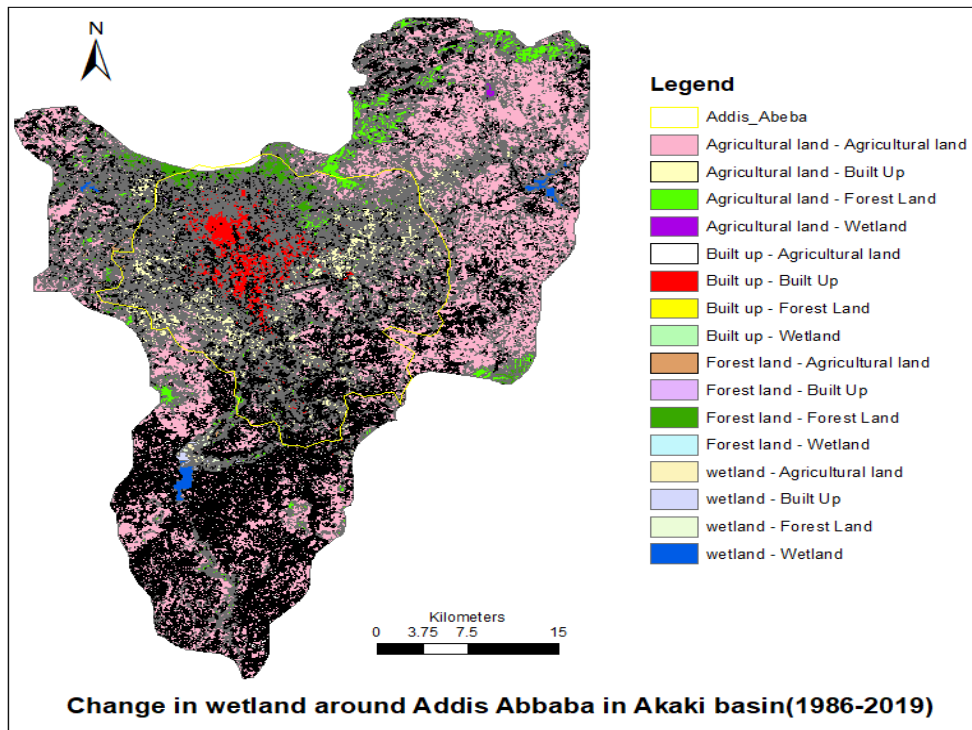 N
Legend
Addis_Abeba
Agricultural land - Agricultural land
Agricultural land - Built Up
Agricultural land - Forest Land
Agricultural land - Wetland
Built up - Agricultural land
Built up - Built Up
Built up - Forest Land
Built up - Wetland
Forest land - Agricultural land
Forest land - Built Up
Forest land - Forest Land
Forest land - Wetland
wetland - Agricultural land
wetland - Built Up
wetland - Forest Land
wetland - Wetland
Kilometers
0 3.75 7.5 15
Change in wetland around Addis Abbaba in Akaki basin(1986-2019)